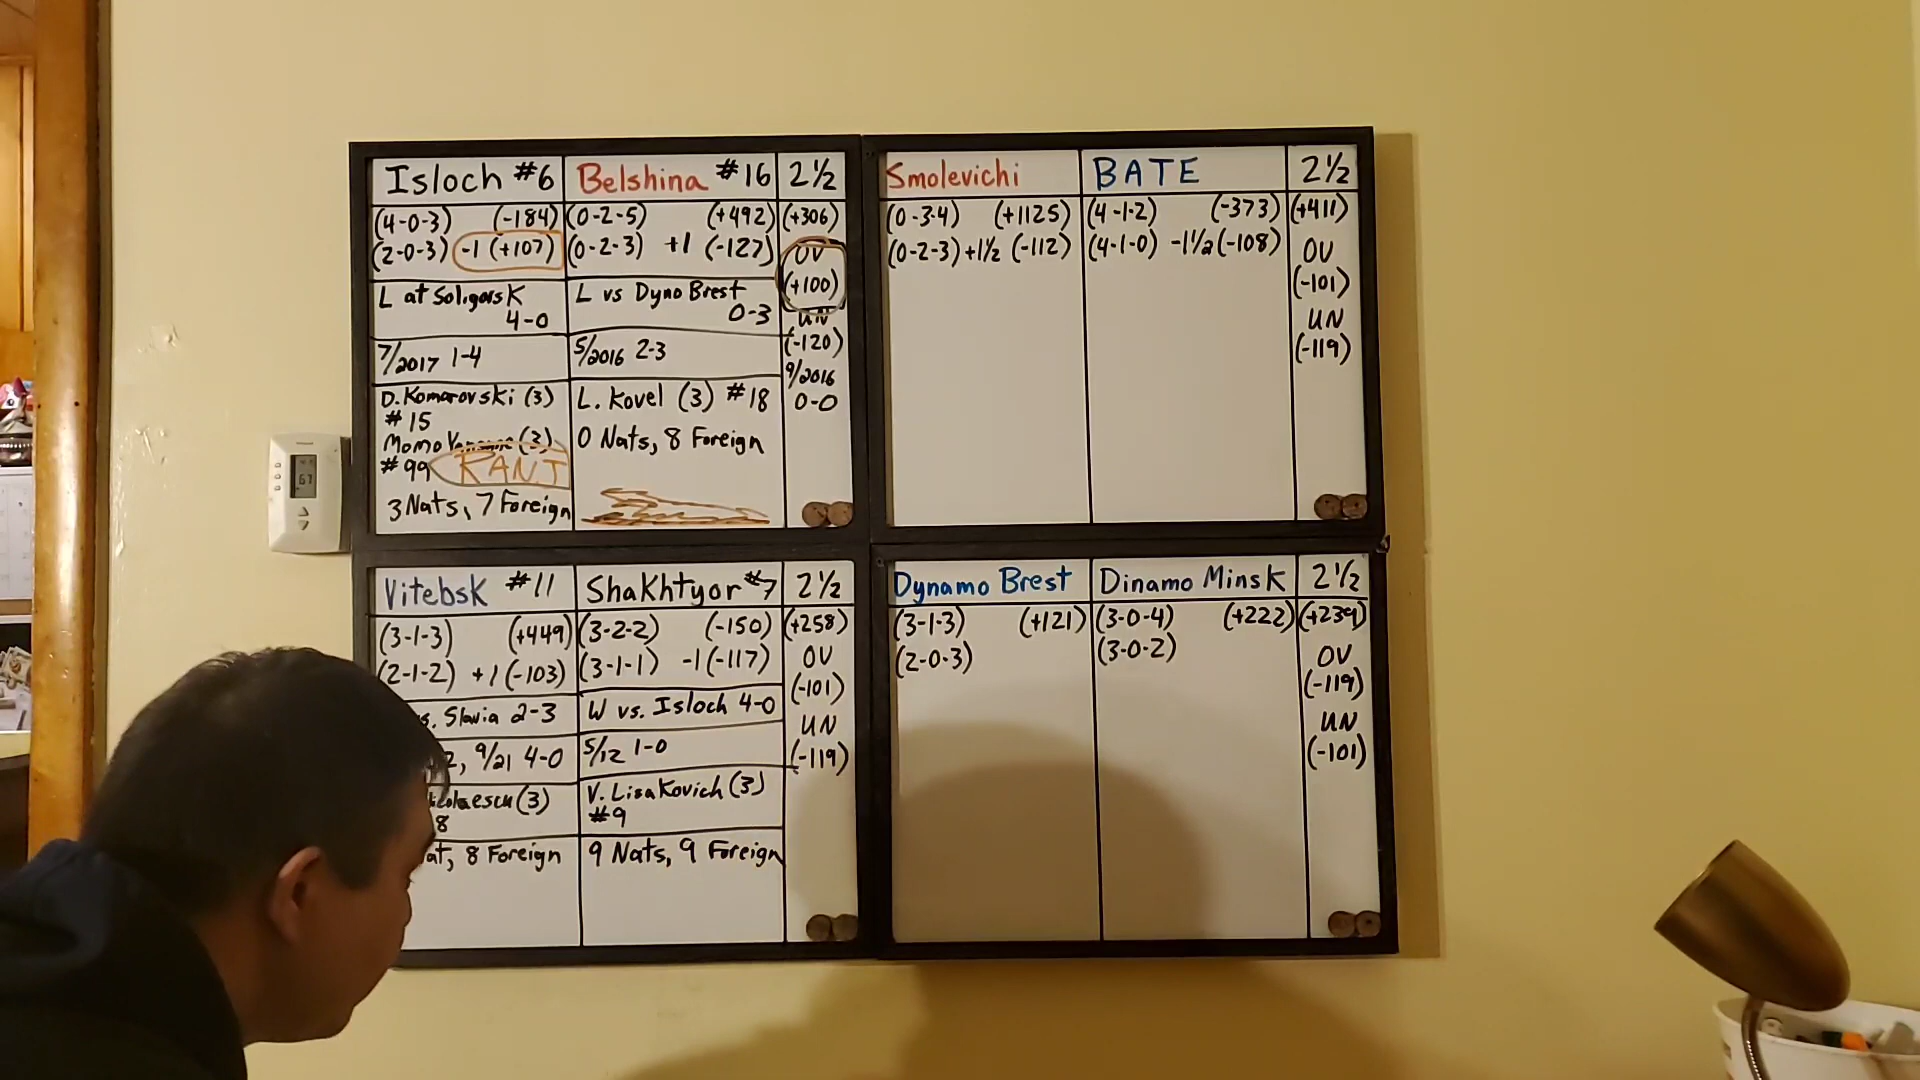 Isloch #6
(4-0-3) (-184)
(2-0-3) -1 (+107)
L at Soligorsk
4-0
7/2017 1-4
D. Komarovski (3)
#15
Momo (3)
#99 RANT
3 Nats, 7 Foreign
Belshina #16
(0-2-5) (+492)
(0-2-3) +1 (-127)
L vs Dyno Brest
0-3
5/2016 2-3
L. Kovel (3) #18
0 Nats, 8 Foreign
2½
(+306)
OV
(+100)
UN
(-120)
9/2016
0-0
Smolevichi
(0-3-4) (+1125)
(0-2-3) +1½ (-112)
BATE
(4-1-2) (-373)
(4-1-0) -1½ (-108)
2½
(+411)
OV
(-101)
UN
(-119)
Vitebsk #11
(3-1-3) (+449)
(2-1-2) +1 (-103)
s. Slavia 2-3
2, 9/21 4-0
icolaescu (3)
8
at, 8 Foreign
Shakhtyor #7
(3-2-2) (-150)
(3-1-1) -1 (-117)
W vs. Isloch 4-0
5/12 1-0
V. Lisakovich (3)
#9
9 Nats, 9 Foreign
2½
(+258)
OV
(-101)
UN
(-119)
Dynamo Brest
(3-1-3) (+121)
(2-0-3)
Dinamo Minsk
(3-0-4) (+222)
(3-0-2)
2½
(+239)
OV
(-119)
UN
(-101)
67